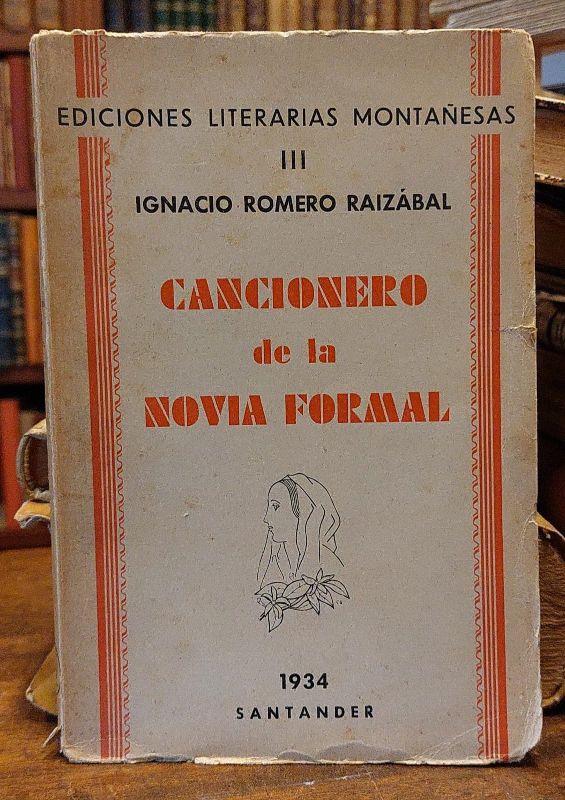 EDICIONES LITERARIAS MONTAÑESAS
III
IGNACIO ROMERO RAIZÁBAL
CANCIONERO
de la
NOVIA FORMAL
1934
SANTANDER